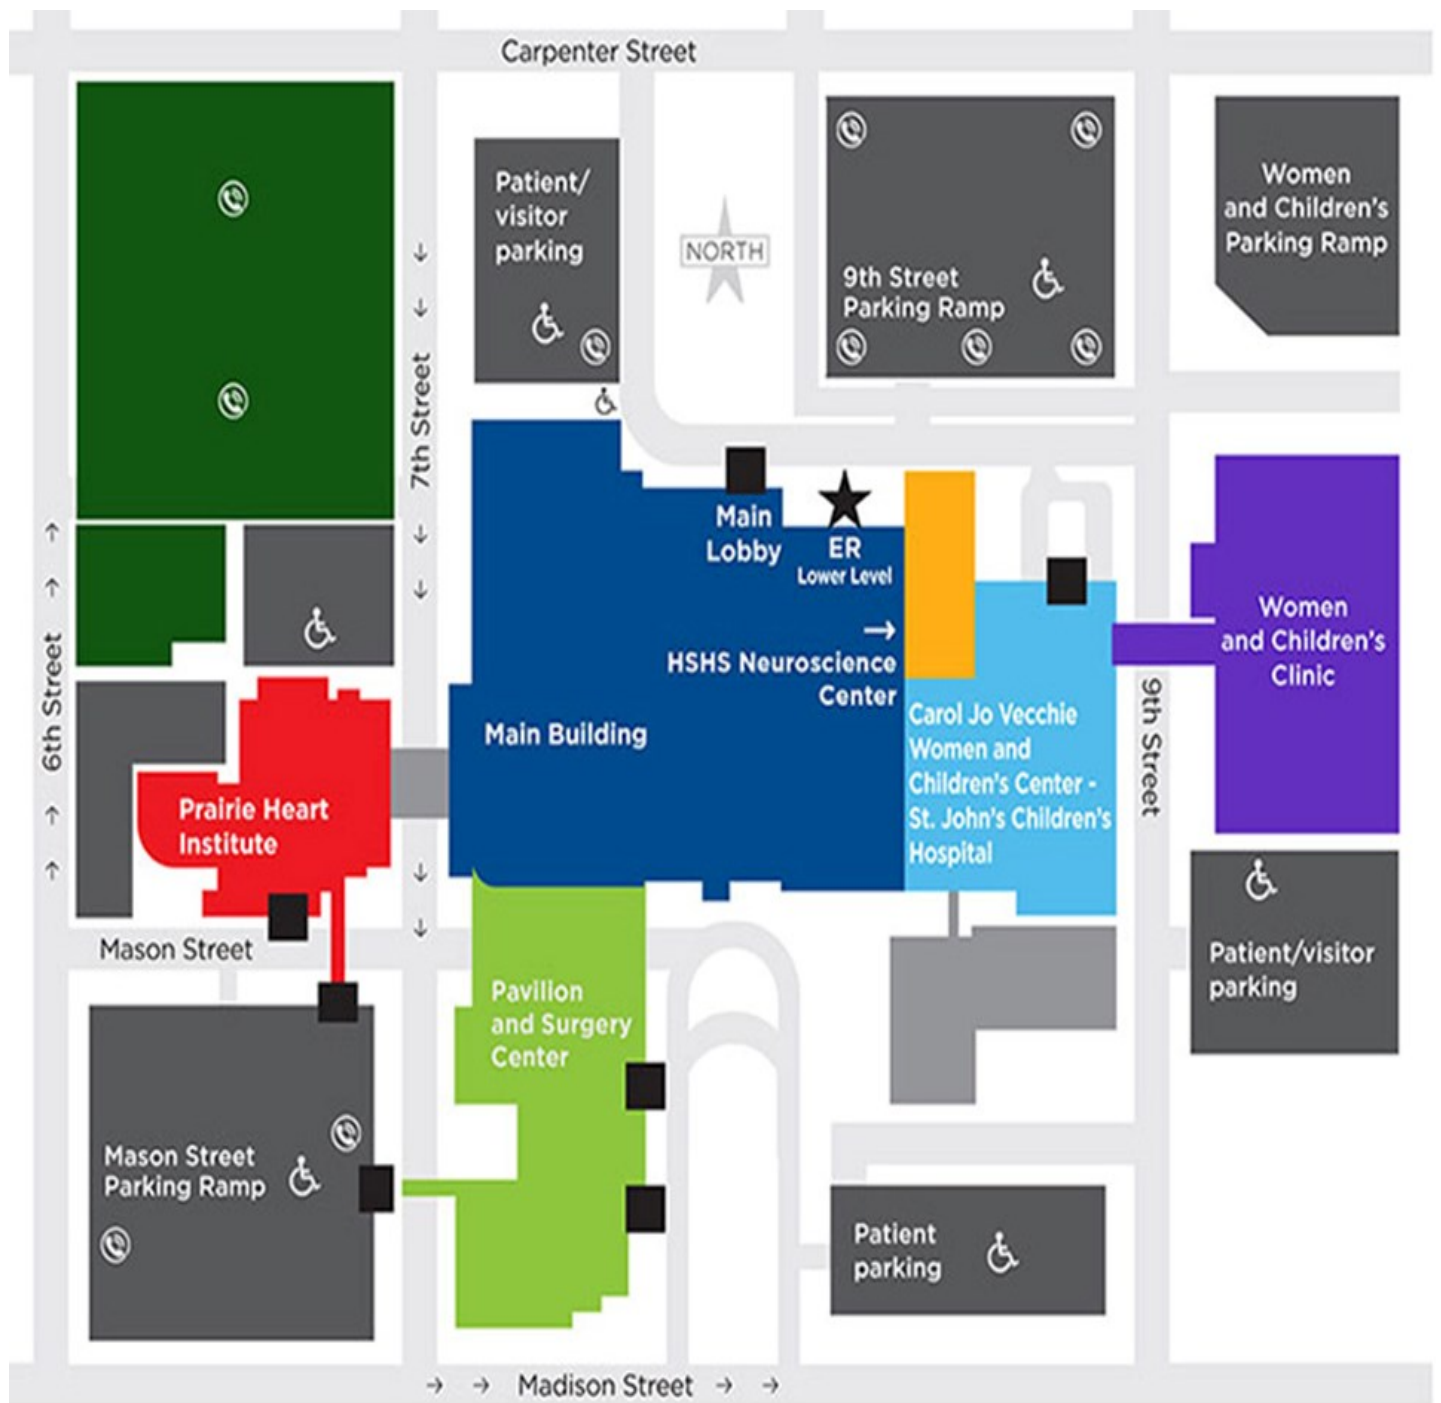 Carpenter Street
Patient/
visitor
parking
NORTH
9th Street
Parking Ramp
Women
and Children's
Parking Ramp
7th Street
Main
Lobby
ER
Lower Level
→
HSHS Neuroscience
Center
Main Building
Carol Jo Vecchie
Women and
Children's Center -
St. John's Children's
Hospital
Women
and Children's
Clinic
6th Street
9th Street
Prairie Heart
Institute
Mason Street
Pavilion
and Surgery
Center
Patient/visitor
parking
Mason Street
Parking Ramp
Patient
parking
→ → Madison Street → →